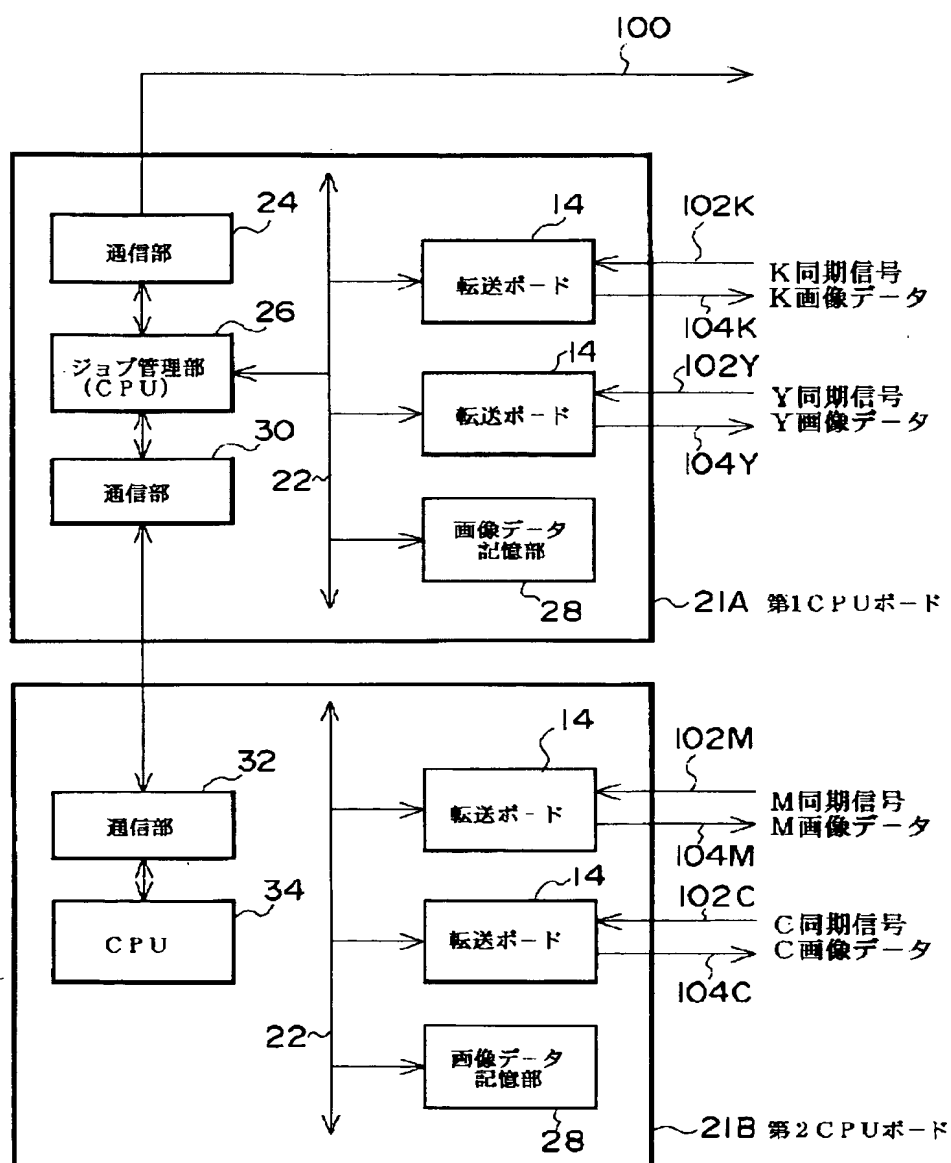 100
24
通信部
26
ジョブ管理部
(CPU)
30
通信部
22
14
転送ボード
102K
K同期信号
K画像データ
104K
14
転送ボード
102Y
Y同期信号
Y画像データ
104Y
画像データ
記憶部
28
21A 第1CPUボード
32
通信部
34
CPU
22
14
転送ボード
102M
M同期信号
M画像データ
104M
14
転送ボード
102C
C同期信号
C画像データ
104C
画像データ
記憶部
28
21B 第2CPUボード